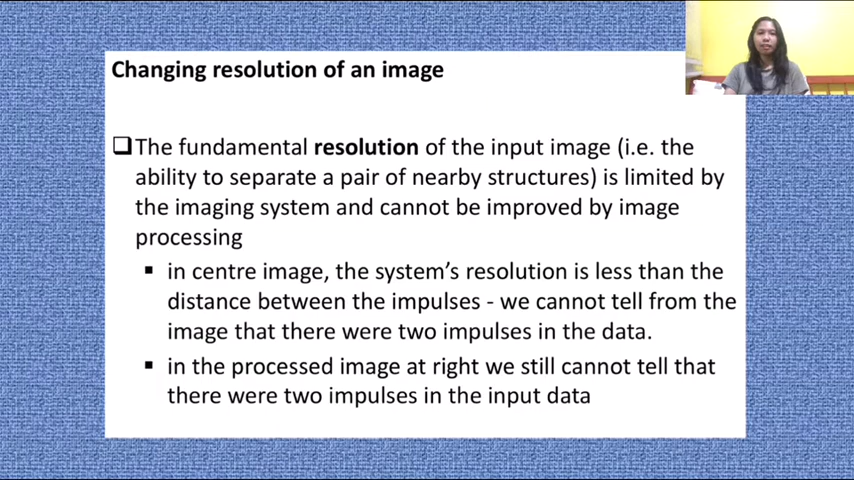 Changing resolution of an image
The fundamental resolution of the input image (i.e. the
ability to separate a pair of nearby structures) is limited by
the imaging system and cannot be improved by image
processing
in centre image, the system's resolution is less than the
distance between the impulses - we cannot tell from the
image that there were two impulses in the data.
in the processed image at right we still cannot tell that
there were two impulses in the input data